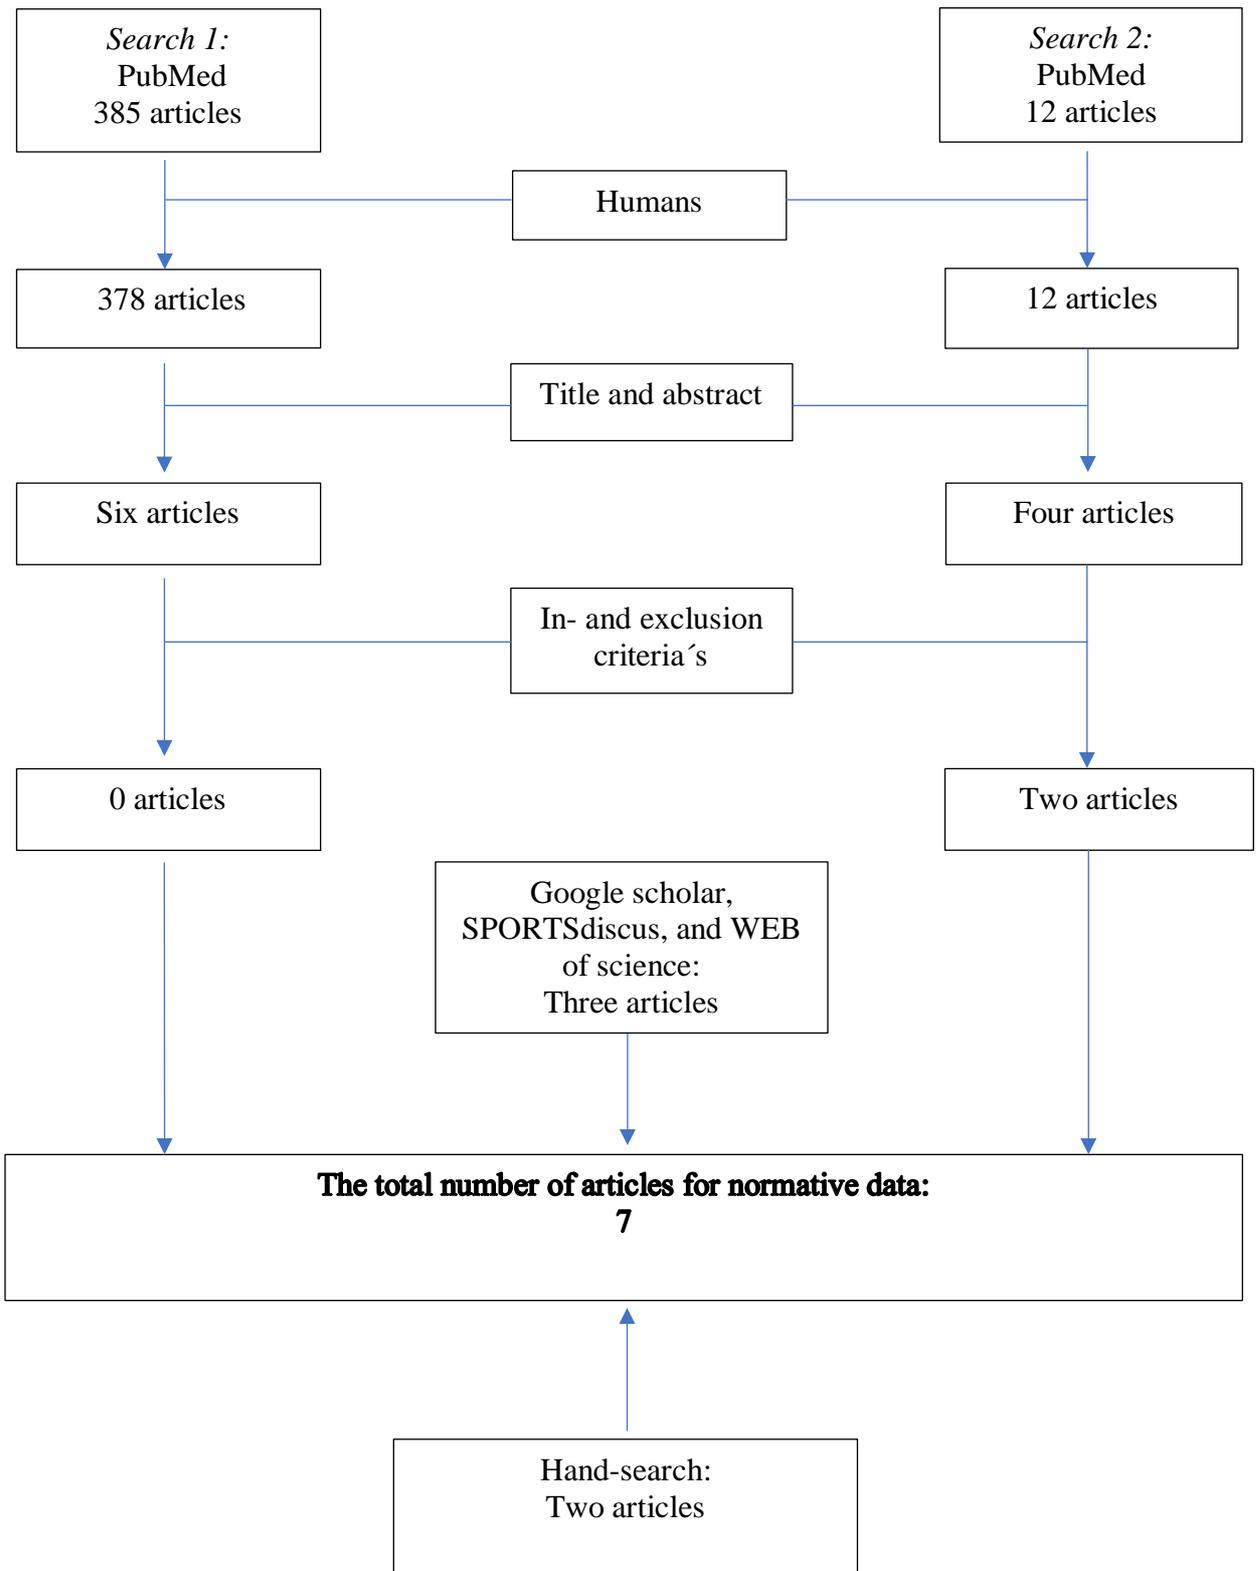 Search 1:
PubMed
385 articles
Search 2:
PubMed
12 articles
Humans
378 articles
12 articles
Title and abstract
Six articles
Four articles
In- and exclusion
criteria´s
0 articles
Two articles
Google scholar,
SPORTSdiscus, and WEB
of science:
Three articles
The total number of articles for normative data:
7
Hand-search:
Two articles